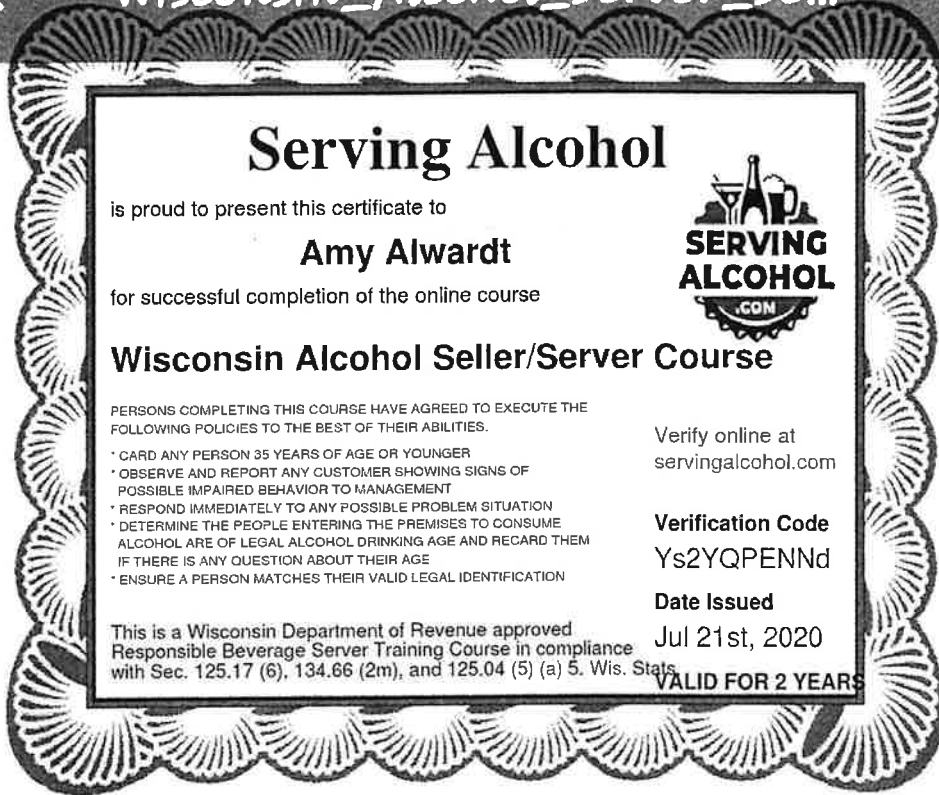 Serving Alcohol
is proud to present this certificate to
Amy Alwardt
for successful completion of the online course
SERVING
ALCOHOL
.COM
Wisconsin Alcohol Seller/Server Course
PERSONS COMPLETING THIS COURSE HAVE AGREED TO EXECUTE THE
FOLLOWING POLICIES TO THE BEST OF THEIR ABILITIES.
* CARD ANY PERSON 35 YEARS OF AGE OR YOUNGER
* OBSERVE AND REPORT ANY CUSTOMER SHOWING SIGNS OF
POSSIBLE IMPAIRED BEHAVIOR TO MANAGEMENT
* RESPOND IMMEDIATELY TO ANY POSSIBLE PROBLEM SITUATION
* DETERMINE THE PEOPLE ENTERING THE PREMISES TO CONSUME
ALCOHOL ARE OF LEGAL ALCOHOL DRINKING AGE AND RECARD THEM
IF THERE IS ANY QUESTION ABOUT THEIR AGE
* ENSURE A PERSON MATCHES THEIR VALID LEGAL IDENTIFICATION
This is a Wisconsin Department of Revenue approved
Responsible Beverage Server Training Course in compliance
with Sec. 125.17 (6), 134.66 (2m), and 125.04 (5) (a) 5. Wis. Stats.
Verify online at
servingalcohol.com
Verification Code
Ys2YQPENNd
Date Issued
Jul 21st, 2020
VALID FOR 2 YEARS